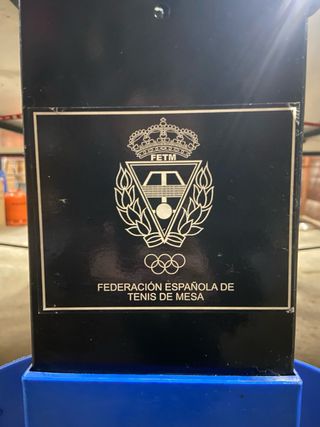 FETM
FEDERACIÓN ESPAÑOLA DE
TENIS DE MESA